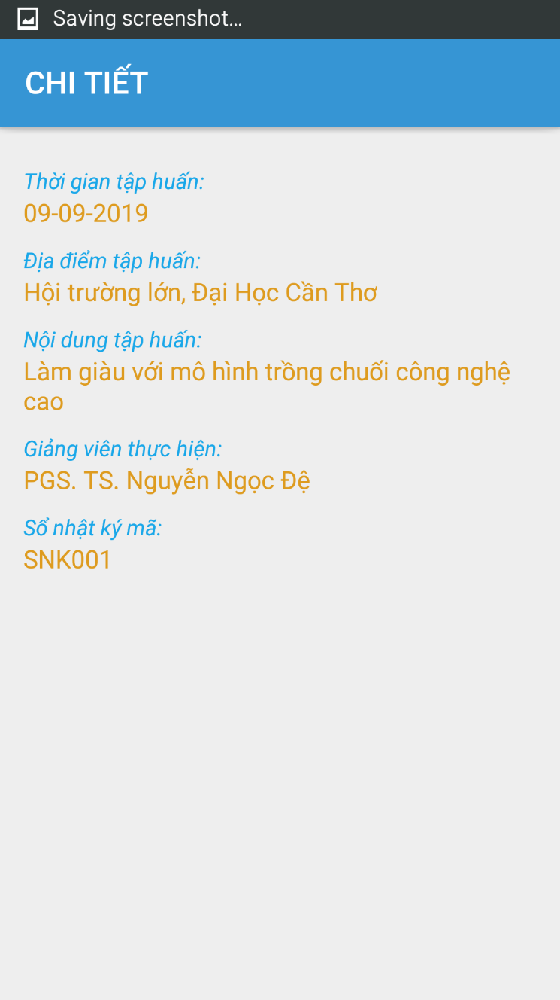 Saving screenshot...
CHI TIẾT
Thời gian tập huấn:
09-09-2019
Địa điểm tập huấn:
Hội trường lớn, Đại Học Cần Thơ
Nội dung tập huấn:
Làm giàu với mô hình trồng chuối công nghệ
cao
Giảng viên thực hiện:
PGS. TS. Nguyễn Ngọc Đệ
Sổ nhật ký mã:
SNK001